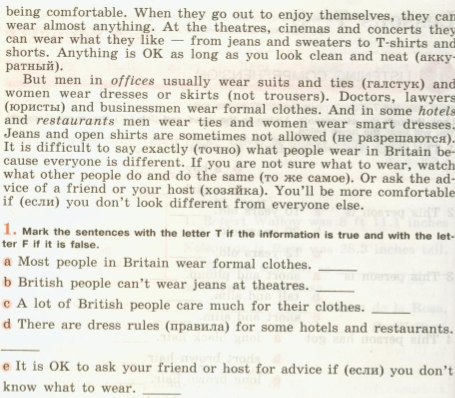 being comfortable. When they go out to enjoy themselves, they can
wear almost anything. At the theatres, cinemas and concerts they
can wear what they like — from jeans and sweaters to T-shirts and
shorts. Anything is OK as long as you look clean and neat (акку-
ратный).
But men in offices usually wear suits and ties (галстук) and
women wear dresses or skirts (not trousers). Doctors, lawyers
(юристы) and businessmen wear formal clothes. And in some hotels
and restaurants men wear ties and women wear smart dresses.
Jeans and open shirts are sometimes not allowed (не разрешаются).
It is difficult to say exactly (точно) what people wear in Britain be-
cause everyone is different. If you are not sure what to wear, watch
what other people do and do the same (то же самое). Or ask the ad-
vice of a friend or your host (хозяйка). You'll be more comfortable
if (если) you don't look different from everyone else.
1. Mark the sentences with the letter T if the information is true and with the let-
ter F if it is false.
a Most people in Britain wear formal clothes. _____
b British people can't wear jeans at theatres. _____
c A lot of British people care much for their clothes. _____
d There are dress rules (правила) for some hotels and restaurants.
_____
e It is OK to ask your friend or host for advice if (если) you don't
know what to wear. _____